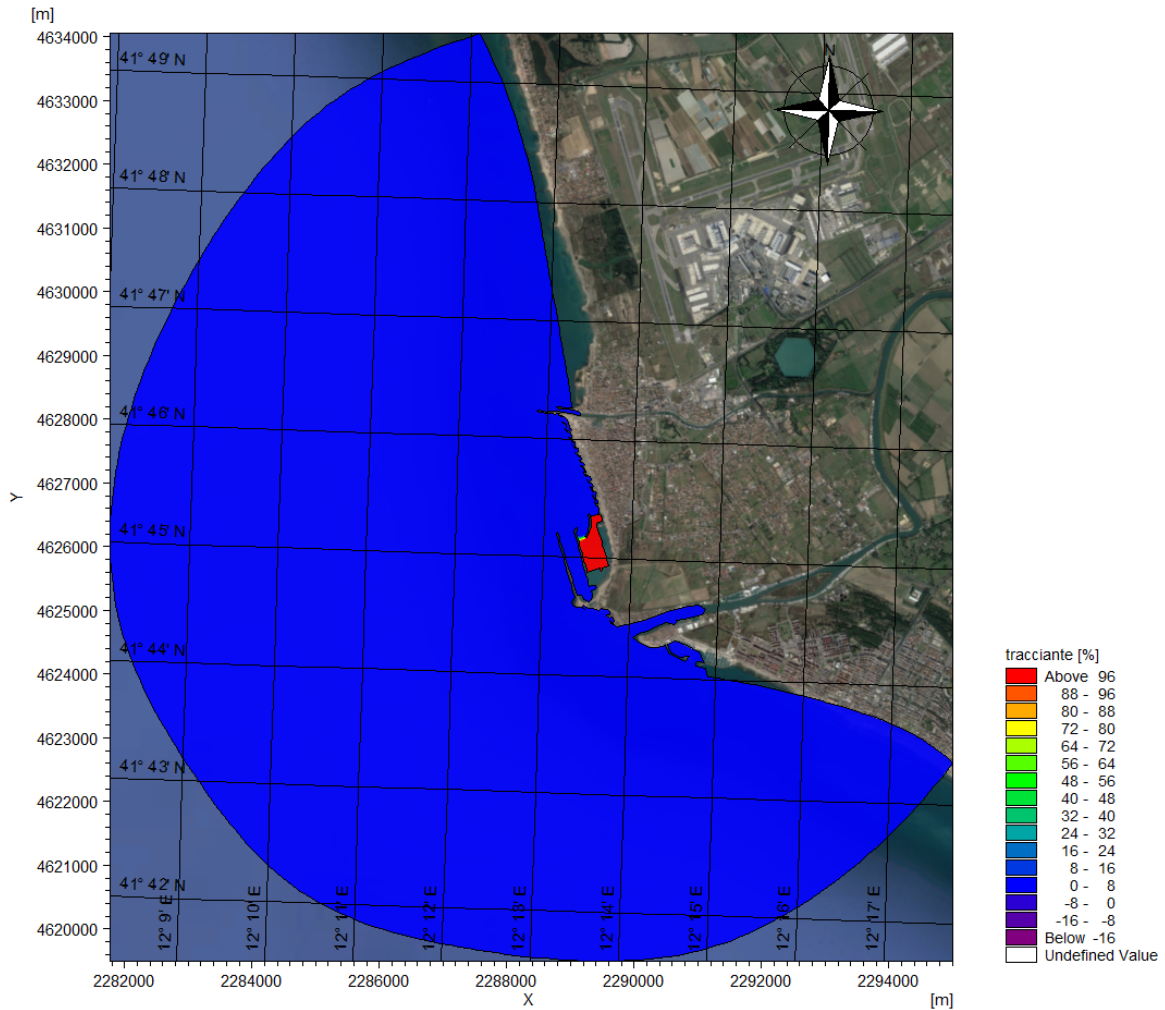 [m]
4634000
4633000
4632000
4631000
4630000
4629000
4628000
4627000
4626000
4625000
4624000
4623000
4622000
4621000
4620000
Y
41° 49' N
41° 48' N
41° 47' N
41° 46' N
41° 45' N
41° 44' N
41° 43' N
41° 42' N
12° 9' E
12° 10' E
12° 11' E
12° 12' E
12° 13' E
12° 14' E
12° 15' E
12° 16' E
12° 17' E
N
2282000
2284000
2286000
2288000
2290000
2292000
2294000
X
[m]
tracciante [%]
Above 96
88 - 96
80 - 88
72 - 80
64 - 72
56 - 64
48 - 56
40 - 48
32 - 40
24 - 32
16 - 24
8 - 16
0 - 8
-8 - 0
-16 - -8
Below -16
Undefined Value